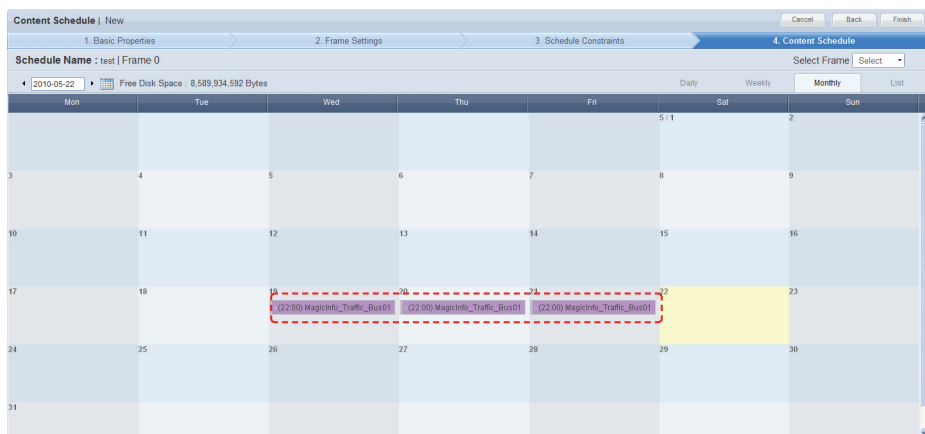 Content Schedule | New
Cancel Back Finish
1. Basic Properties 2. Frame Settings 3. Schedule Constraints 4. Content Schedule
Schedule Name : test | Frame 0 Select Frame Select
2010-05-22 Free Disk Space : 8,589,934,592 Bytes Daily Weekly Monthly List
Mon Tue Wed Thu Fri Sat Sun
5 / 1 2
3 4 5 6 7 8 9
10 11 12 13 14 15 16
17 18 19 20 21 22 23
(22:00) MagicInfo_Traffic_Bus01 (22:00) MagicInfo_Traffic_Bus01 (22:00) MagicInfo_Traffic_Bus01
24 25 26 27 28 29 30
31